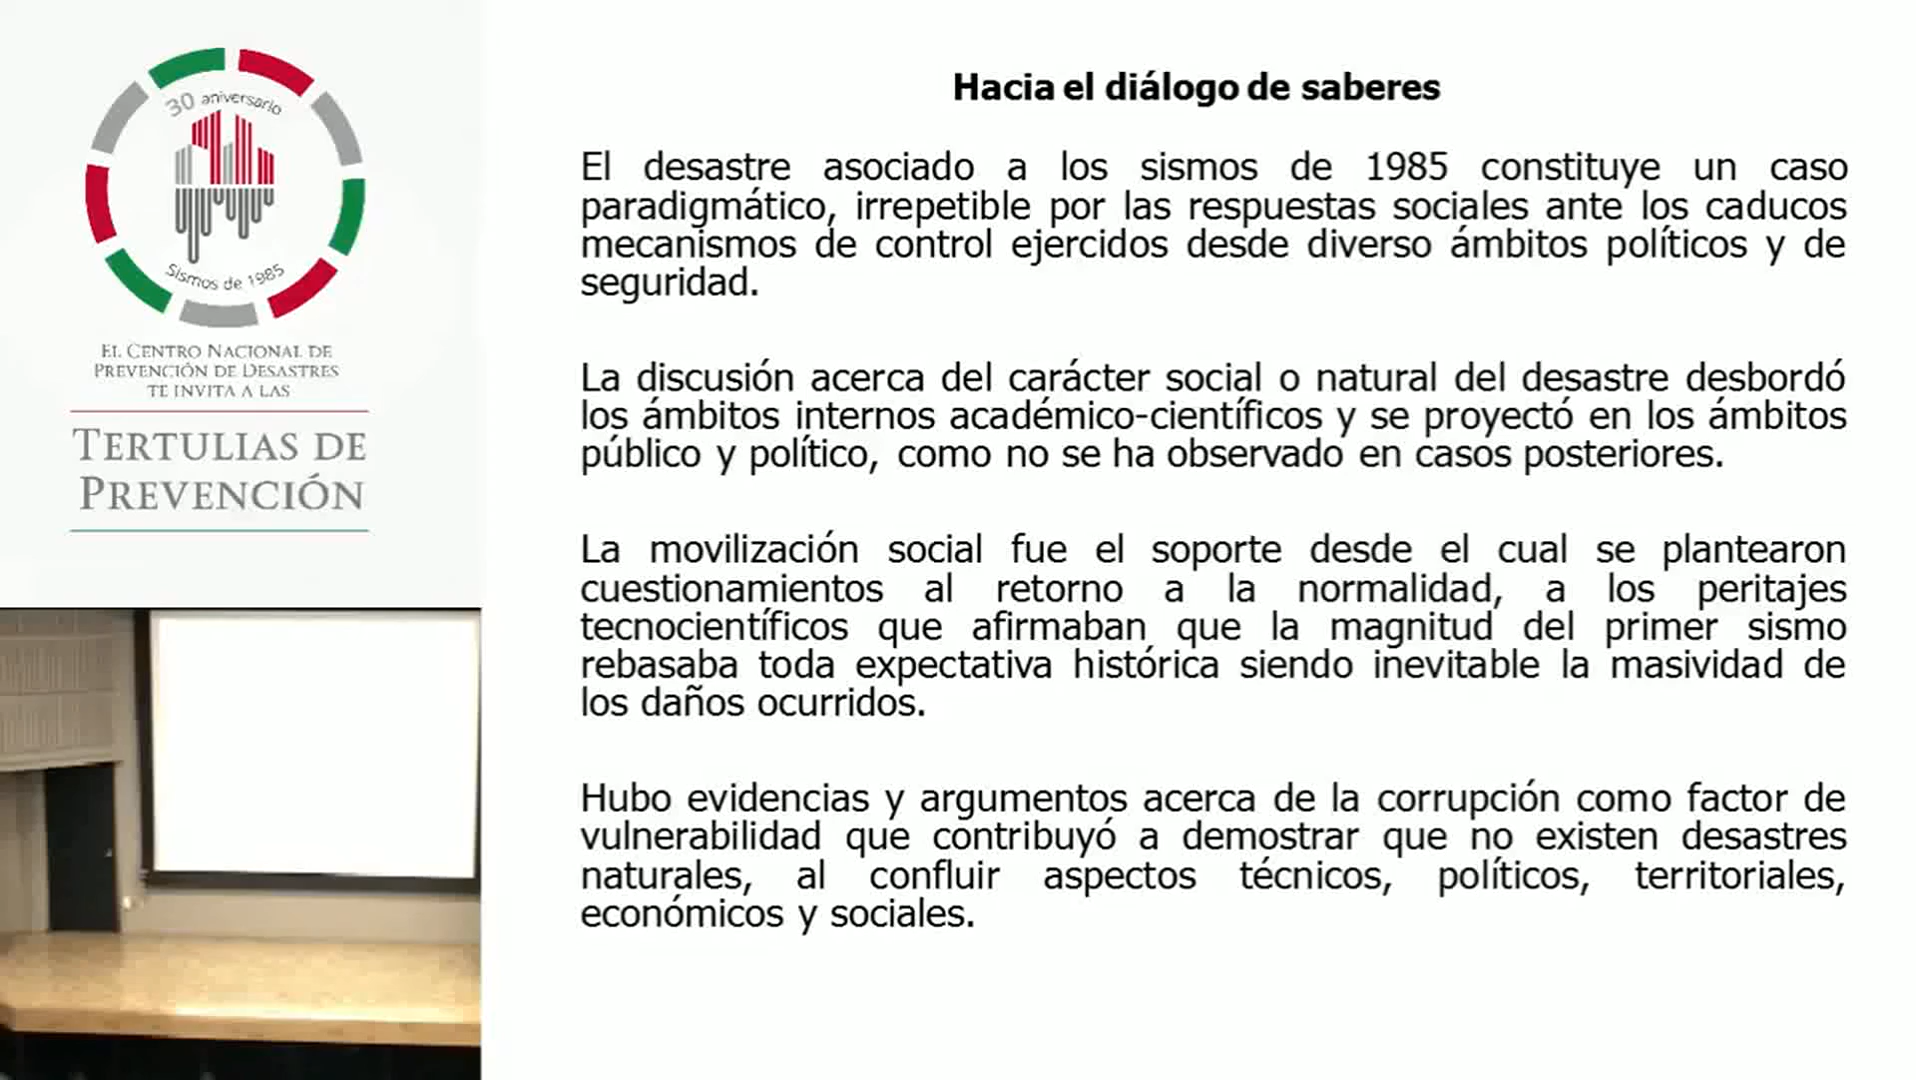 30 aniversario
Sismos de 1985
EL CENTRO NACIONAL DE
PREVENCIÓN DE DESASTRES
TE INVITA A LAS
TERTULIAS DE
PREVENCIÓN
Hacia el diálogo de saberes
El desastre asociado a los sismos de 1985 constituye un caso
paradigmático, irrepetible por las respuestas sociales ante los caducos
mecanismos de control ejercidos desde diverso ámbitos políticos y de
seguridad.
La discusión acerca del carácter social o natural del desastre desbordó
los ámbitos internos académico-científicos y se proyectó en los ámbitos
público y político, como no se ha observado en casos posteriores.
La movilización social fue el soporte desde el cual se plantearon
cuestionamientos al retorno a la normalidad, a los peritajes
tecnocientíficos que afirmaban que la magnitud del primer sismo
rebasaba toda expectativa histórica siendo inevitable la masividad de
los daños ocurridos.
Hubo evidencias y argumentos acerca de la corrupción como factor de
vulnerabilidad que contribuyó a demostrar que no existen desastres
naturales, al confluir aspectos técnicos, políticos, territoriales,
económicos y sociales.